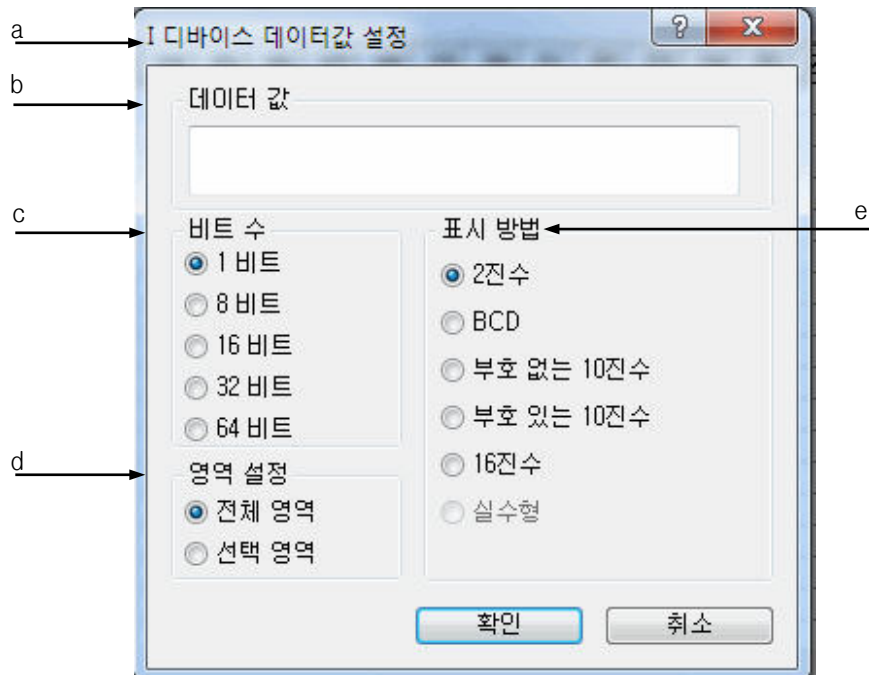 a
I 디바이스 데이터값 설정
b
데이터 값
c
비트 수
1 비트
8 비트
16 비트
32 비트
64 비트
d
영역 설정
전체 영역
선택 영역
e
표시 방법
2진수
BCD
부호 없는 10진수
부호 있는 10진수
16진수
실수형
확인
취소